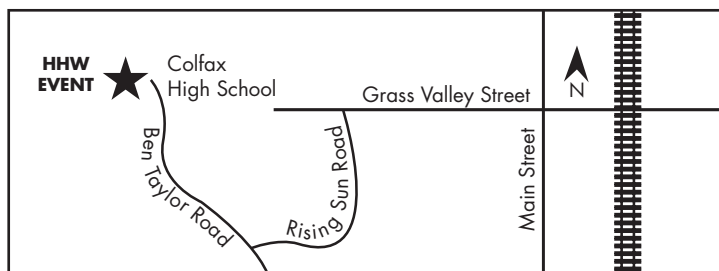 HHW
EVENT
Colfax
High School
Grass Valley Street
N
Ben Taylor Road
Rising Sun Road
Main Street